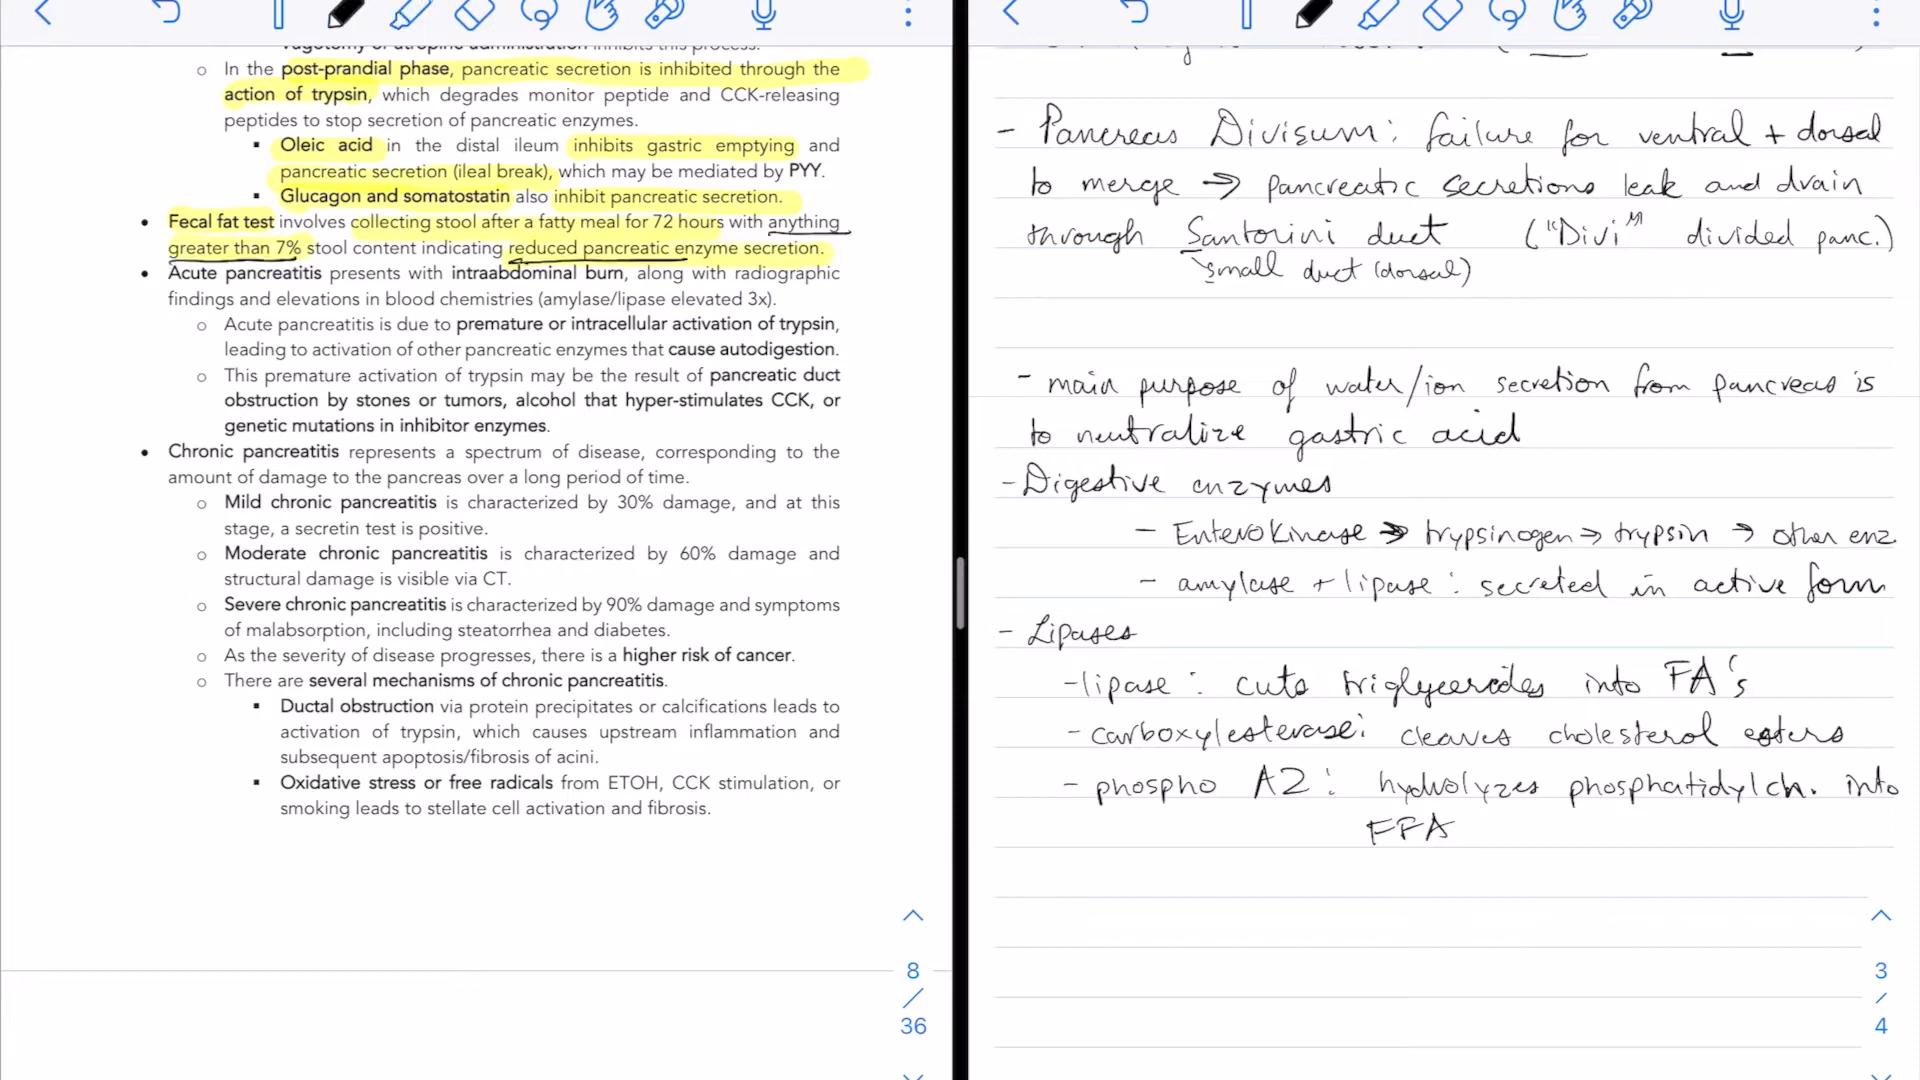 Vagotomy or atropine administration inhibits this process.
o In the post-prandial phase, pancreatic secretion is inhibited through the
action of trypsin, which degrades monitor peptide and CCK-releasing
peptides to stop secretion of pancreatic enzymes.
▪ Oleic acid in the distal ileum inhibits gastric emptying and
pancreatic secretion (ileal break), which may be mediated by PYY.
▪ Glucagon and somatostatin also inhibit pancreatic secretion.
• Fecal fat test involves collecting stool after a fatty meal for 72 hours with anything
greater than 7% stool content indicating reduced pancreatic enzyme secretion.
• Acute pancreatitis presents with intraabdominal burn, along with radiographic
findings and elevations in blood chemistries (amylase/lipase elevated 3x).
o Acute pancreatitis is due to premature or intracellular activation of trypsin,
leading to activation of other pancreatic enzymes that cause autodigestion.
o This premature activation of trypsin may be the result of pancreatic duct
obstruction by stones or tumors, alcohol that hyper-stimulates CCK, or
genetic mutations in inhibitor enzymes.
• Chronic pancreatitis represents a spectrum of disease, corresponding to the
amount of damage to the pancreas over a long period of time.
o Mild chronic pancreatitis is characterized by 30% damage, and at this
stage, a secretin test is positive.
o Moderate chronic pancreatitis is characterized by 60% damage and
structural damage is visible via CT.
o Severe chronic pancreatitis is characterized by 90% damage and symptoms
of malabsorption, including steatorrhea and diabetes.
o As the severity of disease progresses, there is a higher risk of cancer.
o There are several mechanisms of chronic pancreatitis.
▪ Ductal obstruction via protein precipitates or calcifications leads to
activation of trypsin, which causes upstream inflammation and
subsequent apoptosis/fibrosis of acini.
▪ Oxidative stress or free radicals from ETOH, CCK stimulation, or
smoking leads to stellate cell activation and fibrosis.
8
/
36
- Pancreas Divisum: failure for ventral + dorsal
to merge → pancreatic secretions leak and drain
through Santorini duct ("Divi" divided panc.)
small duct (dorsal)
- main purpose of water/ion secretion from pancreas is
to neutralize gastric acid
- Digestive enzymes
- Enterokinase → trypsinogen → trypsin → other enz
- amylase + lipase: secreted in active form
- Lipases
- lipase: cuts triglycerides into FA's
- carboxylesterase: cleaves cholesterol esters
- phospho A2: hydrolyzes phosphatidylch. into
FFA
3
/
4